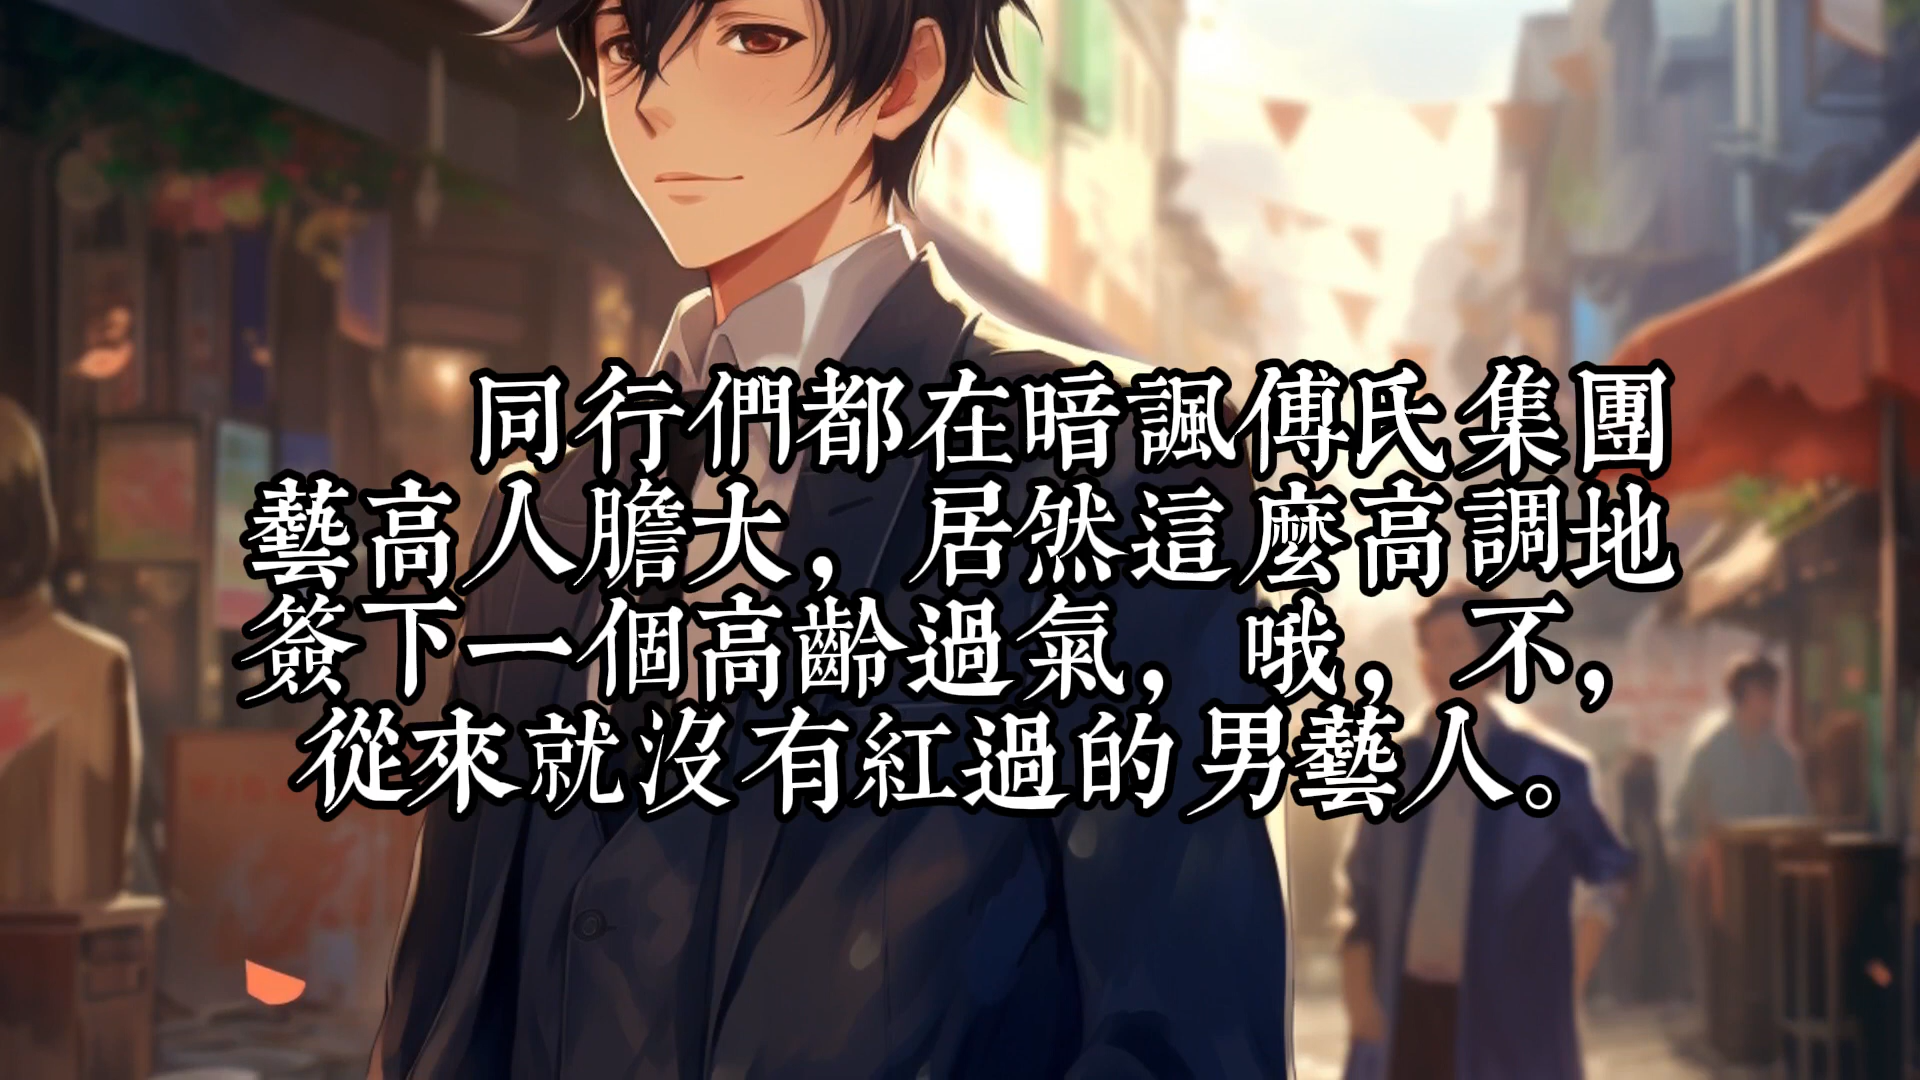 同行們都在暗諷傅氏集團
藝高人膽大，居然這麼高調地
簽下一個高齡過氣，哦，不，
從來就沒有紅過的男藝人。